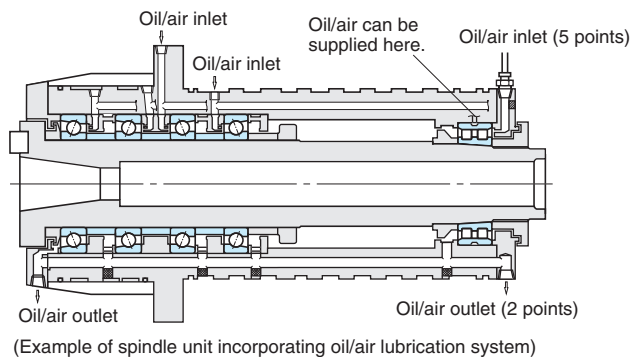 Oil/air inlet
Oil/air inlet
Oil/air can be
supplied here.
Oil/air inlet (5 points)
Oil/air outlet
Oil/air outlet (2 points)
(Example of spindle unit incorporating oil/air lubrication system)